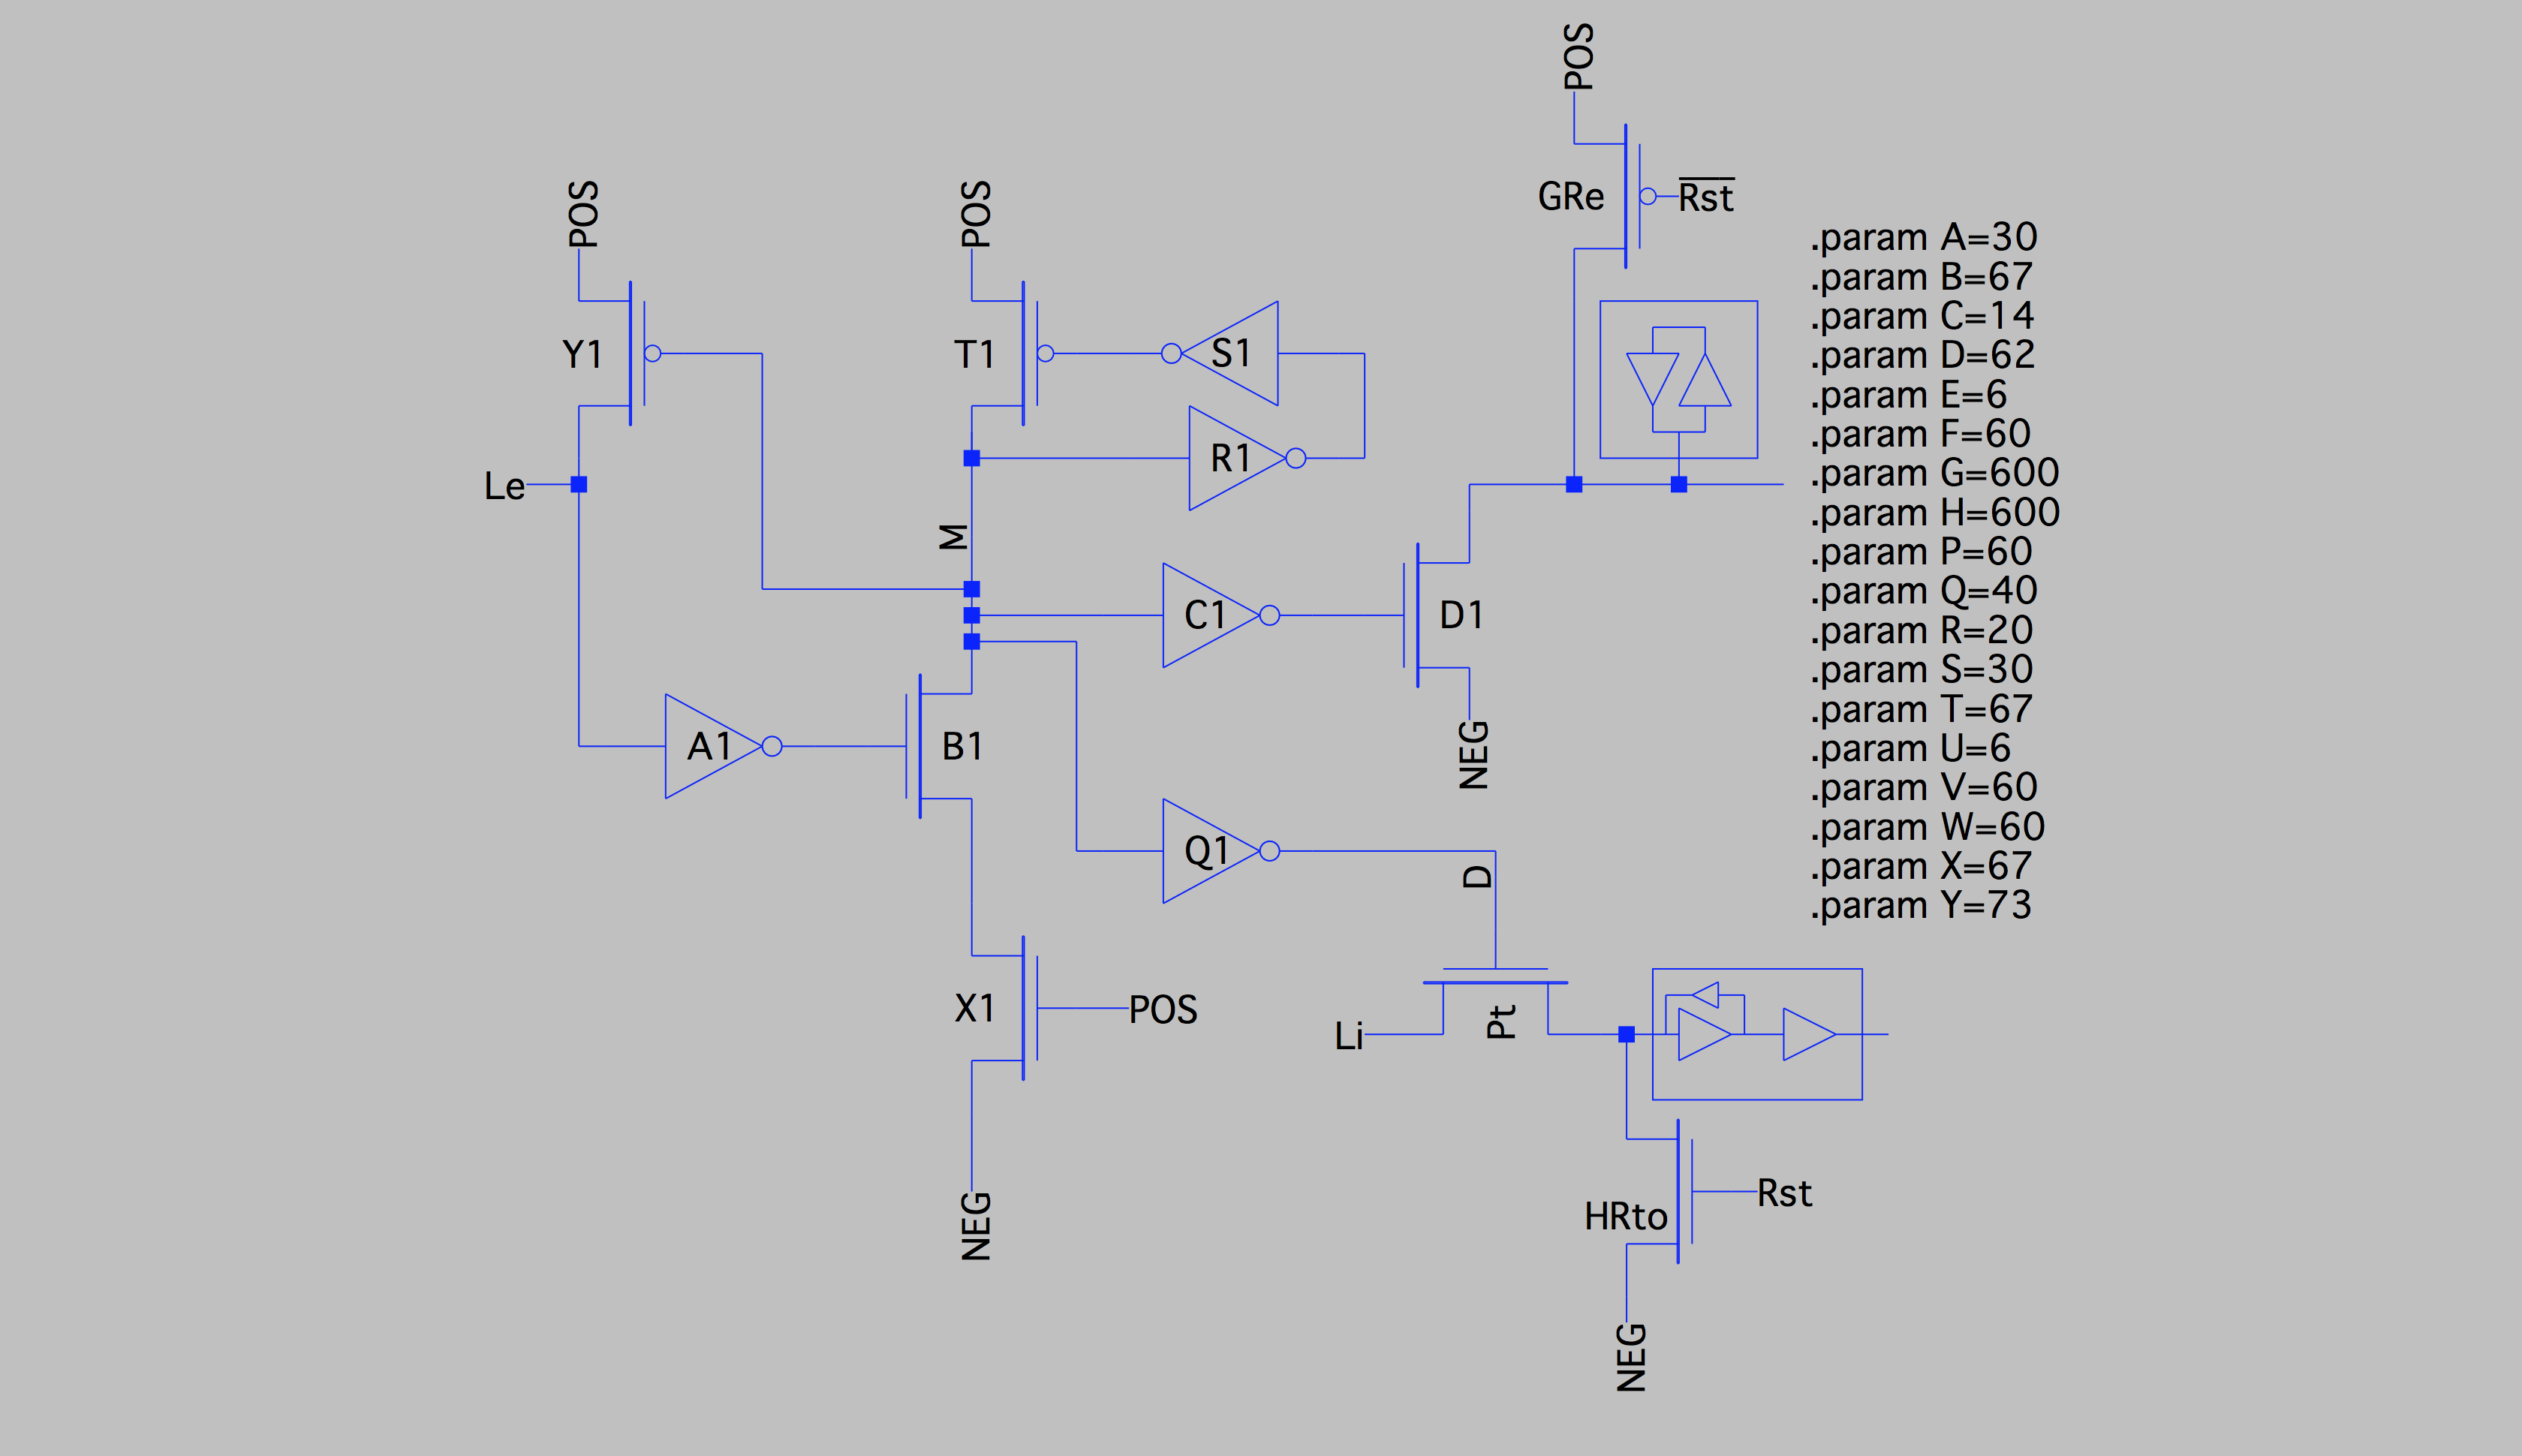 POS
GRe
R̅s̅t̅
POS
POS
Y1
T1
S1
R1
Le
M
C1
D1
A1
B1
NEG
Q1
D
X1
POS
Li
Pt
NEG
HRto
Rst
NEG
.param A=30
.param B=67
.param C=14
.param D=62
.param E=6
.param F=60
.param G=600
.param H=600
.param P=60
.param Q=40
.param R=20
.param S=30
.param T=67
.param U=6
.param V=60
.param W=60
.param X=67
.param Y=73